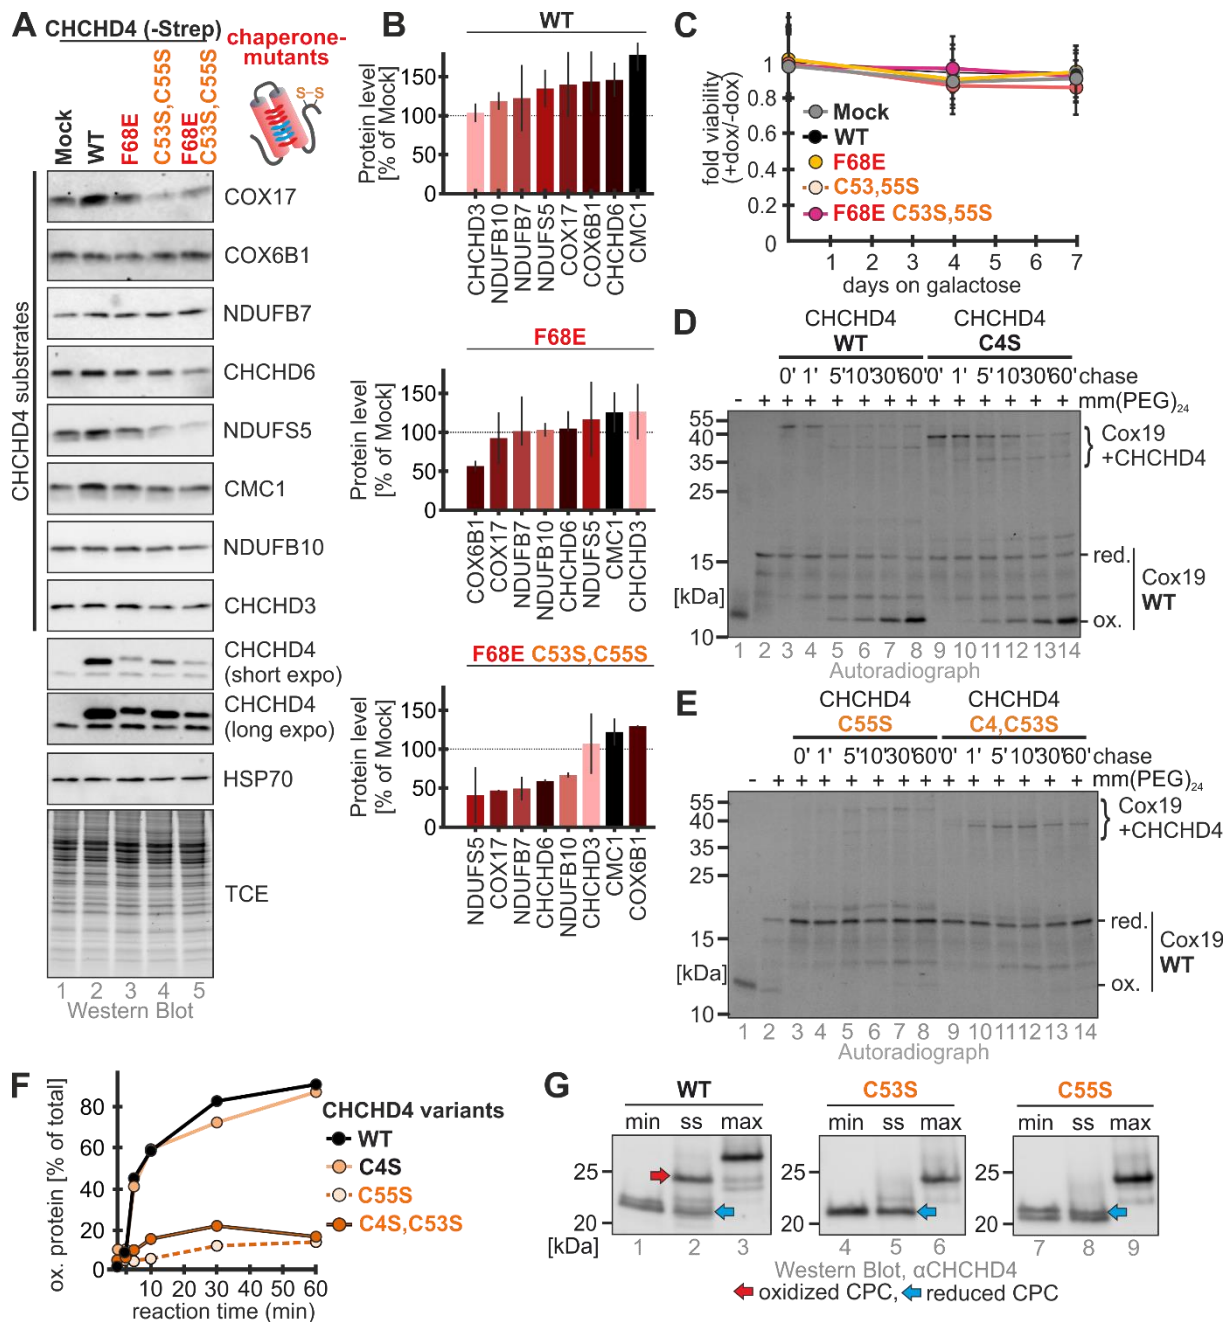 A
CHCHD4 (-Strep)
chaperone-
mutants
S–S
Mock
WT
F68E
C53S,C55S
F68E
C53S,C55S
CHCHD4 substrates
COX17
COX6B1
NDUFB7
CHCHD6
NDUFS5
CMC1
NDUFB10
CHCHD3
CHCHD4
(short expo)
CHCHD4
(long expo)
HSP70
TCE
1 2 3 4 5
Western Blot
B
WT
Protein level
[% of Mock]
150
100
50
0
CHCHD3
NDUFB10
NDUFB7
NDUFS5
COX17
COX6B1
CHCHD6
CMC1
F68E
Protein level
[% of Mock]
150
100
50
0
COX6B1
COX17
NDUFB7
NDUFB10
CHCHD6
NDUFS5
CMC1
CHCHD3
F68E C53S,C55S
Protein level
[% of Mock]
150
100
50
0
NDUFS5
COX17
NDUFB7
CHCHD6
NDUFB10
CHCHD3
CMC1
COX6B1
C
fold viability
(+dox/-dox)
1
0.8
0.6
0.4
0.2
0
Mock
WT
F68E
C53,55S
F68E C53S,55S
1 2 3 4 5 6 7
days on galactose
D
CHCHD4
WT
CHCHD4
C4S
0' 1' 5' 10' 30' 60' 0' 1' 5' 10' 30' 60' chase
- + + + + + + + + + + + + + mm(PEG)24
55
40
35
25
15
[kDa]
10
Cox19
+CHCHD4
red.
Cox19
WT
ox.
1 2 3 4 5 6 7 8 9 10 11 12 13 14
Autoradiograph
E
CHCHD4
C55S
CHCHD4
C4,C53S
0' 1' 5' 10' 30' 60' 0' 1' 5' 10' 30' 60' chase
- + + + + + + + + + + + + + mm(PEG)24
55
40
35
25
15
[kDa]
10
Cox19
+CHCHD4
red.
Cox19
WT
ox.
1 2 3 4 5 6 7 8 9 10 11 12 13 14
Autoradiograph
F
ox. protein [% of total]
80
60
40
20
0
10 20 30 40 50 60
reaction time (min)
CHCHD4 variants
WT
C4S
C55S
C4S,C53S
G
WT
C53S
C55S
min ss max
min ss max
min ss max
25
20
25
20
25
20
[kDa]
1 2 3 4 5 6 7 8 9
Western Blot, αCHCHD4
oxidized CPC, reduced CPC